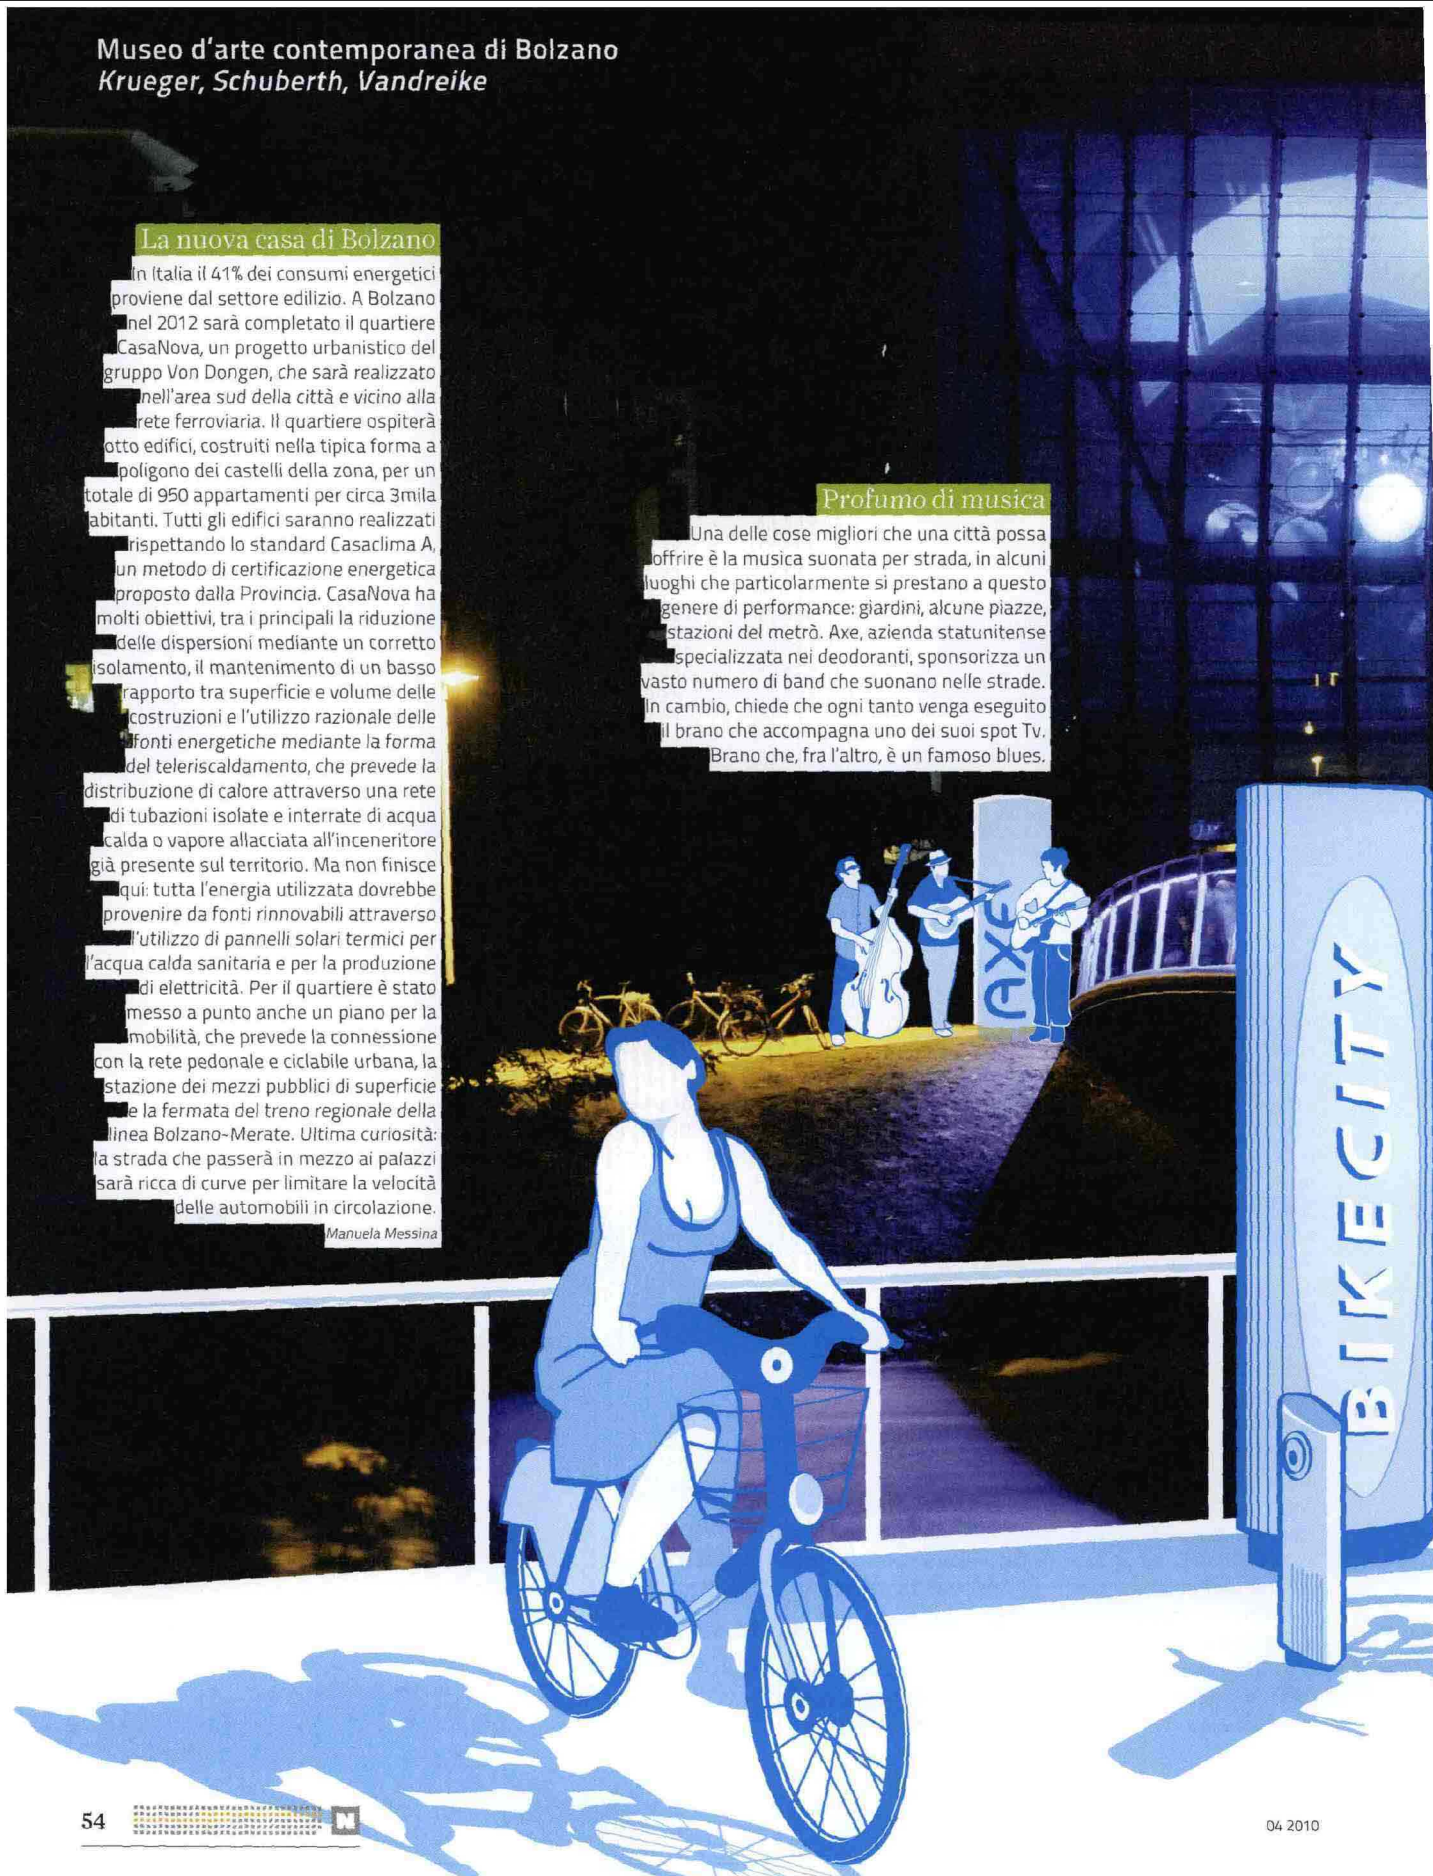 Museo d'arte contemporanea di Bolzano
Krueger, Schuberth, Vandreike
La nuova casa di Bolzano
In Italia il 41% dei consumi energetici
proviene dal settore edilizio. A Bolzano
nel 2012 sarà completato il quartiere
CasaNova, un progetto urbanistico del
gruppo Von Dongen, che sarà realizzato
nell'area sud della città e vicino alla
rete ferroviaria. Il quartiere ospiterà
otto edifici, costruiti nella tipica forma a
poligono dei castelli della zona, per un
totale di 950 appartamenti per circa 3mila
abitanti. Tutti gli edifici saranno realizzati
rispettando lo standard Casaclima A,
un metodo di certificazione energetica
proposto dalla Provincia. CasaNova ha
molti obiettivi, tra i principali la riduzione
delle dispersioni mediante un corretto
isolamento, il mantenimento di un basso
rapporto tra superficie e volume delle
costruzioni e l'utilizzo razionale delle
fonti energetiche mediante la forma
del teleriscaldamento, che prevede la
distribuzione di calore attraverso una rete
di tubazioni isolate e interrate di acqua
calda o vapore allacciata all'inceneritore
già presente sul territorio. Ma non finisce
qui: tutta l'energia utilizzata dovrebbe
provenire da fonti rinnovabili attraverso
l'utilizzo di pannelli solari termici per
l'acqua calda sanitaria e per la produzione
di elettricità. Per il quartiere è stato
messo a punto anche un piano per la
mobilità, che prevede la connessione
con la rete pedonale e ciclabile urbana, la
stazione dei mezzi pubblici di superficie
e la fermata del treno regionale della
linea Bolzano-Merate. Ultima curiosità:
la strada che passerà in mezzo ai palazzi
sarà ricca di curve per limitare la velocità
delle automobili in circolazione.
Manuela Messina
Profumo di musica
Una delle cose migliori che una città possa
offrire è la musica suonata per strada, in alcuni
luoghi che particolarmente si prestano a questo
genere di performance: giardini, alcune piazze,
stazioni del metrò. Axe, azienda statunitense
specializzata nei deodoranti, sponsorizza un
vasto numero di band che suonano nelle strade.
In cambio, chiede che ogni tanto venga eseguito
il brano che accompagna uno dei suoi spot Tv.
Brano che, fra l'altro, è un famoso blues.
AXE
BIKECITY
54
N
04 2010